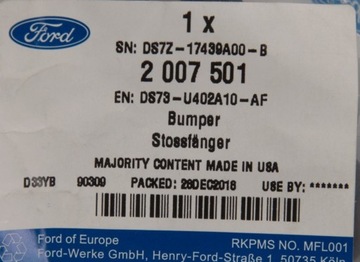 Ford
1 x
SN: DS7Z-17439A00-B
2 007 501
EN: DS73-U402A10-AF
Bumper
Stossfänger
MAJORITY CONTENT MADE IN USA
D33YB 90309 PACKED: 28DEC2016 USE BY: *******
Ford of Europe RKPMS NO. MFL001
Ford-Werke GmbH, Henry-Ford-Straße 1, 50735 Köln